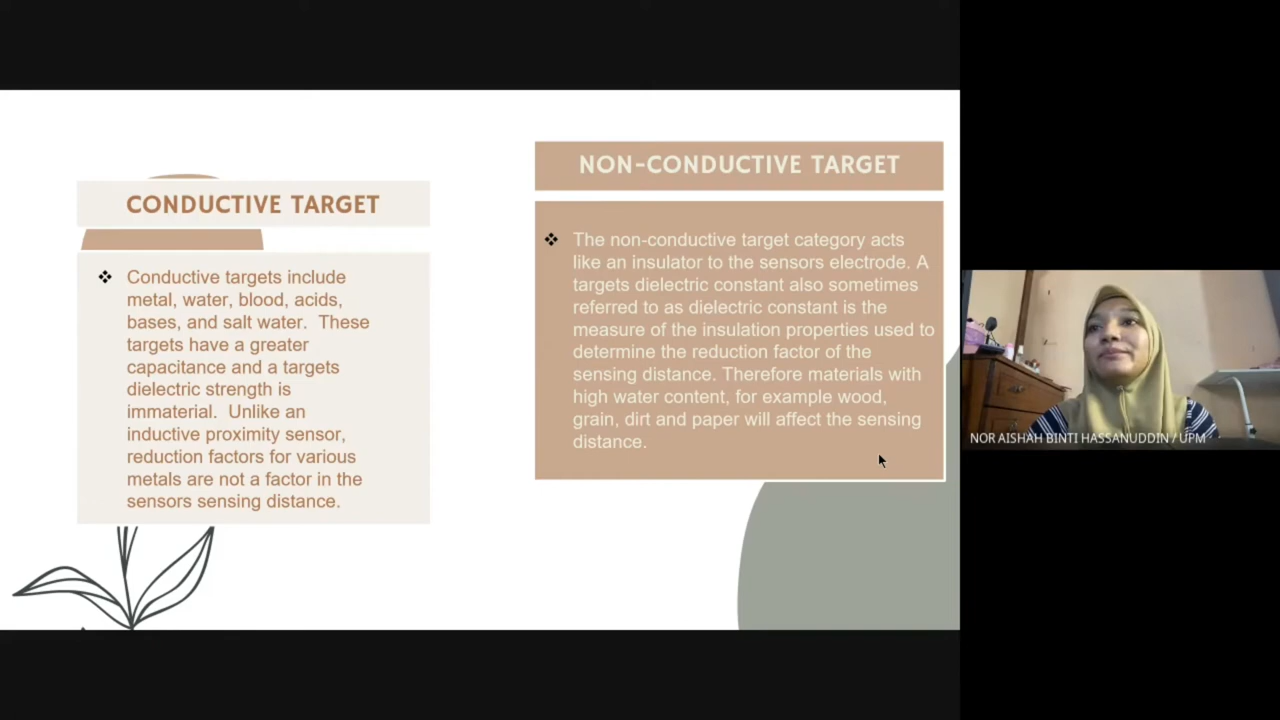 CONDUCTIVE TARGET
❖ Conductive targets include
metal, water, blood, acids,
bases, and salt water.  These
targets have a greater
capacitance and a targets
dielectric strength is
immaterial.  Unlike an
inductive proximity sensor,
reduction factors for various
metals are not a factor in the
sensors sensing distance.
NON-CONDUCTIVE TARGET
❖ The non-conductive target category acts
like an insulator to the sensors electrode. A
targets dielectric constant also sometimes
referred to as dielectric constant is the
measure of the insulation properties used to
determine the reduction factor of the
sensing distance. Therefore materials with
high water content, for example wood,
grain, dirt and paper will affect the sensing
distance.
NOR AISHAH BINTI HASSANUDDIN / UPM